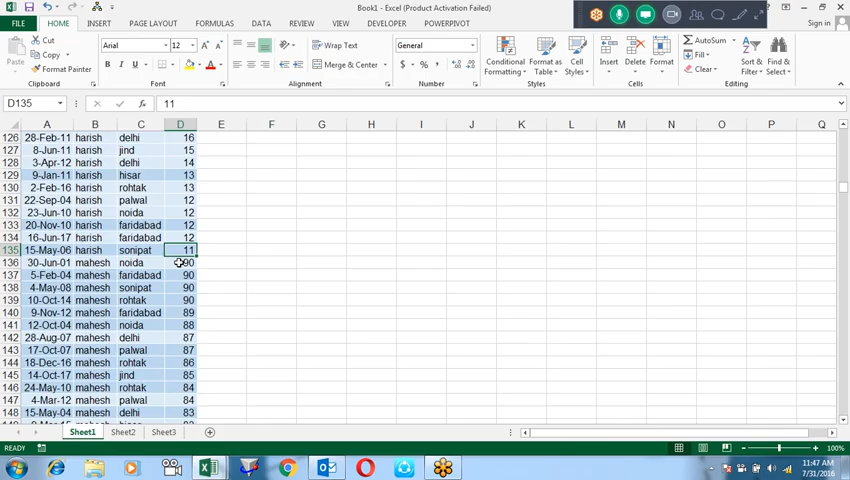 Book1 - Excel (Product Activation Failed)
FILE HOME INSERT PAGE LAYOUT FORMULAS DATA REVIEW VIEW DEVELOPER POWERPIVOT Sign in
Cut
Copy
Format Painter
Paste
Clipboard
Arial 12
B I U
Font
Wrap Text
Merge & Center
Alignment
General
$ % ,
Number
Conditional Formatting
Format as Table
Cell Styles
Styles
Insert
Delete
Format
Cells
AutoSum
Fill
Clear
Sort & Filter
Find & Select
Editing
D135 fx 11
A B C D E F G H I J K L M N O P Q
126 28-Feb-11 harish delhi 16
127 8-Jun-11 harish jind 15
128 3-Apr-12 harish delhi 14
129 9-Jan-11 harish hisar 13
130 2-Feb-16 harish rohtak 13
131 22-Sep-04 harish palwal 12
132 23-Jun-10 harish noida 12
133 20-Nov-10 harish faridabad 12
134 16-Jun-17 harish faridabad 12
135 15-May-06 harish sonipat 11
136 30-Jun-01 mahesh noida 90
137 5-Feb-04 mahesh faridabad 90
138 4-May-08 mahesh sonipat 90
139 10-Oct-14 mahesh rohtak 90
140 9-Nov-12 mahesh faridabad 89
141 12-Oct-04 mahesh noida 88
142 28-Aug-07 mahesh delhi 87
143 17-Oct-07 mahesh palwal 87
144 18-Dec-16 mahesh rohtak 86
145 14-Oct-17 mahesh jind 85
146 24-May-10 mahesh rohtak 84
147 4-Mar-12 mahesh palwal 84
148 15-May-04 mahesh delhi 83
Sheet1 Sheet2 Sheet3
READY 100%
11:47 AM
7/31/2016